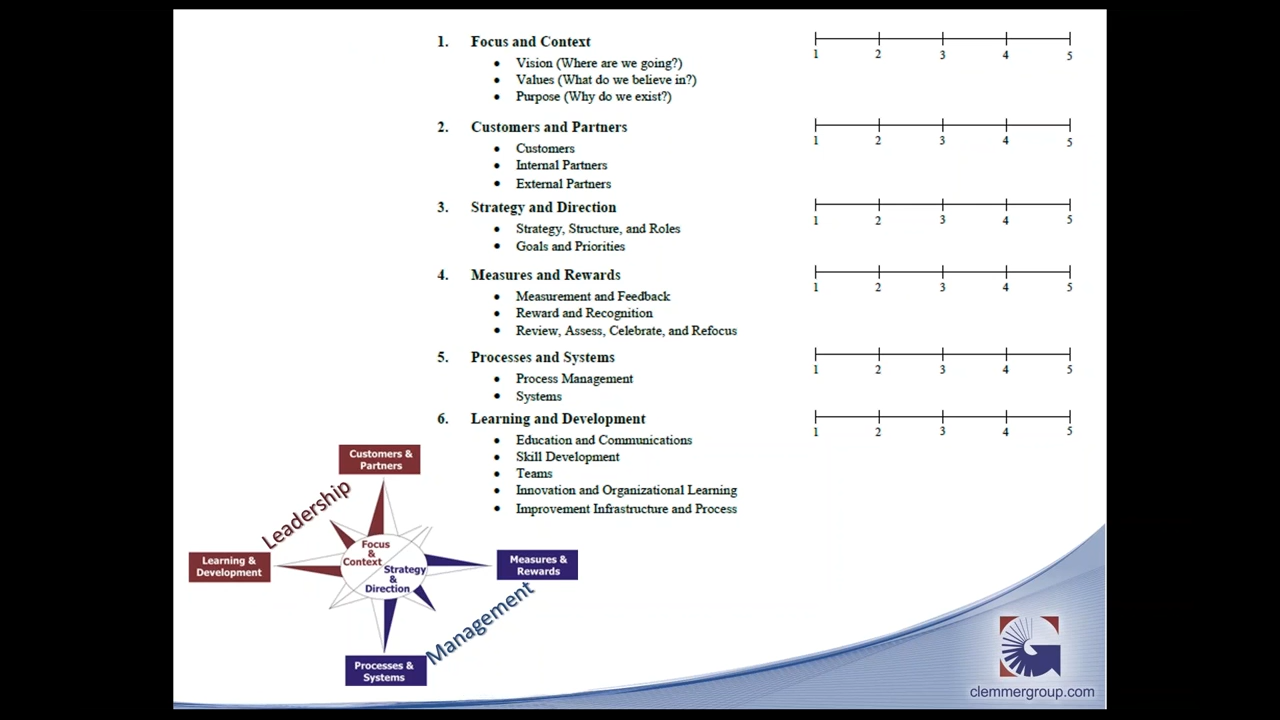 1. Focus and Context
• Vision (Where are we going?)
• Values (What do we believe in?)
• Purpose (Why do we exist?)
1 2 3 4 5
2. Customers and Partners
• Customers
• Internal Partners
• External Partners
1 2 3 4 5
3. Strategy and Direction
• Strategy, Structure, and Roles
• Goals and Priorities
1 2 3 4 5
4. Measures and Rewards
• Measurement and Feedback
• Reward and Recognition
• Review, Assess, Celebrate, and Refocus
1 2 3 4 5
5. Processes and Systems
• Process Management
• Systems
1 2 3 4 5
6. Learning and Development
• Education and Communications
• Skill Development
• Teams
• Innovation and Organizational Learning
• Improvement Infrastructure and Process
1 2 3 4 5
Customers &
Partners
Leadership
Learning &
Development
Focus
&
Context
Strategy
&
Direction
Measures &
Rewards
Management
Processes &
Systems
clemmergroup.com